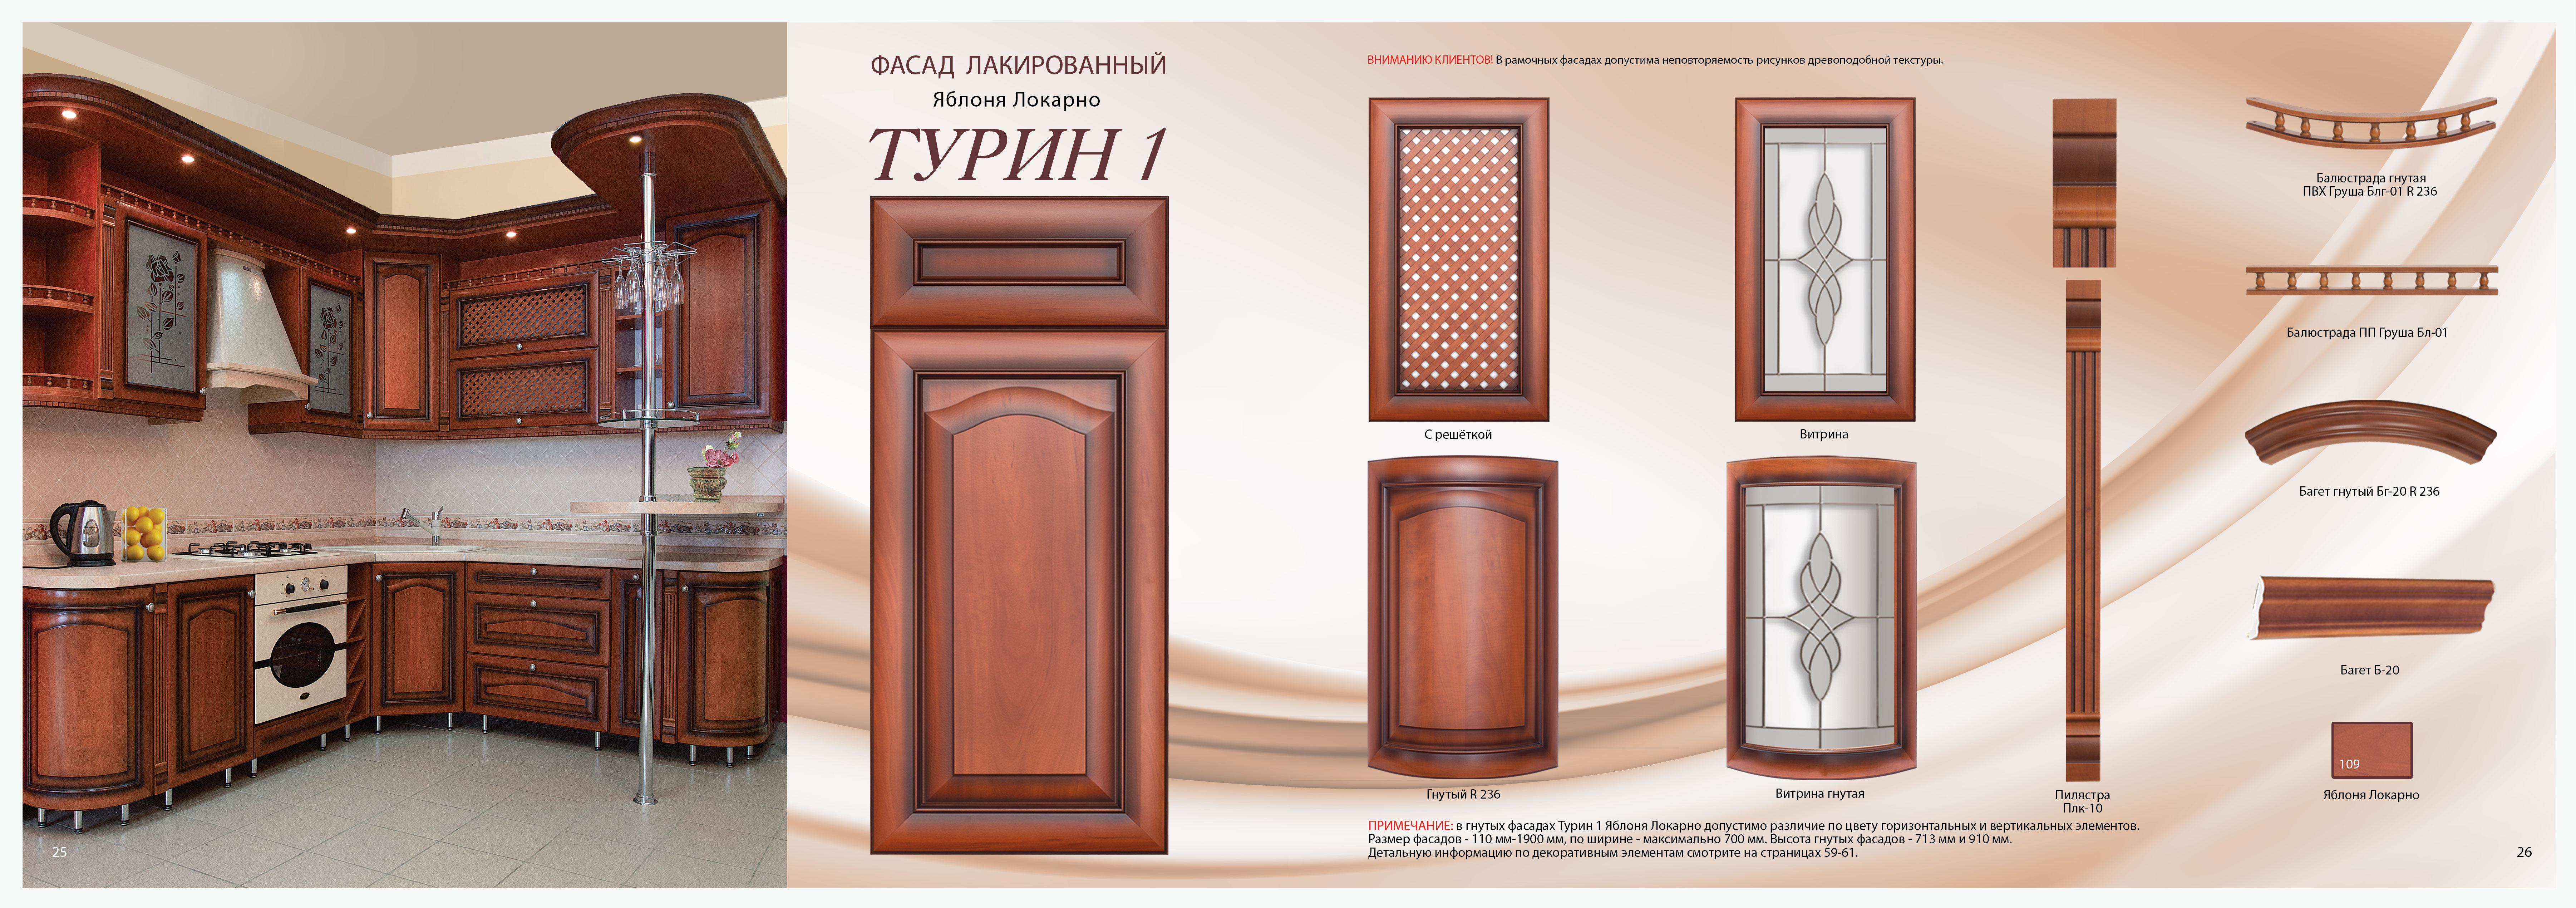 ФАСАД ЛАКИРОВАННЫЙ
Яблоня Локарно
ТУРИН 1
ВНИМАНИЮ КЛИЕНТОВ! В рамочных фасадах допустима неповторяемость рисунков древоподобной текстуры.
С решёткой
Витрина
Гнутый R 236
Витрина гнутая
Пилястра
Плк-10
Балюстрада гнутая
ПВХ Груша Блг-01 R 236
Балюстрада ПП Груша Бл-01
Багет гнутый Бг-20 R 236
Багет Б-20
109
Яблоня Локарно
ПРИМЕЧАНИЕ: в гнутых фасадах Турин 1 Яблоня Локарно допустимо различие по цвету горизонтальных и вертикальных элементов.
Размер фасадов - 110 мм-1900 мм, по ширине - максимально 700 мм. Высота гнутых фасадов - 713 мм и 910 мм.
Детальную информацию по декоративным элементам смотрите на страницах 59-61.
25
26